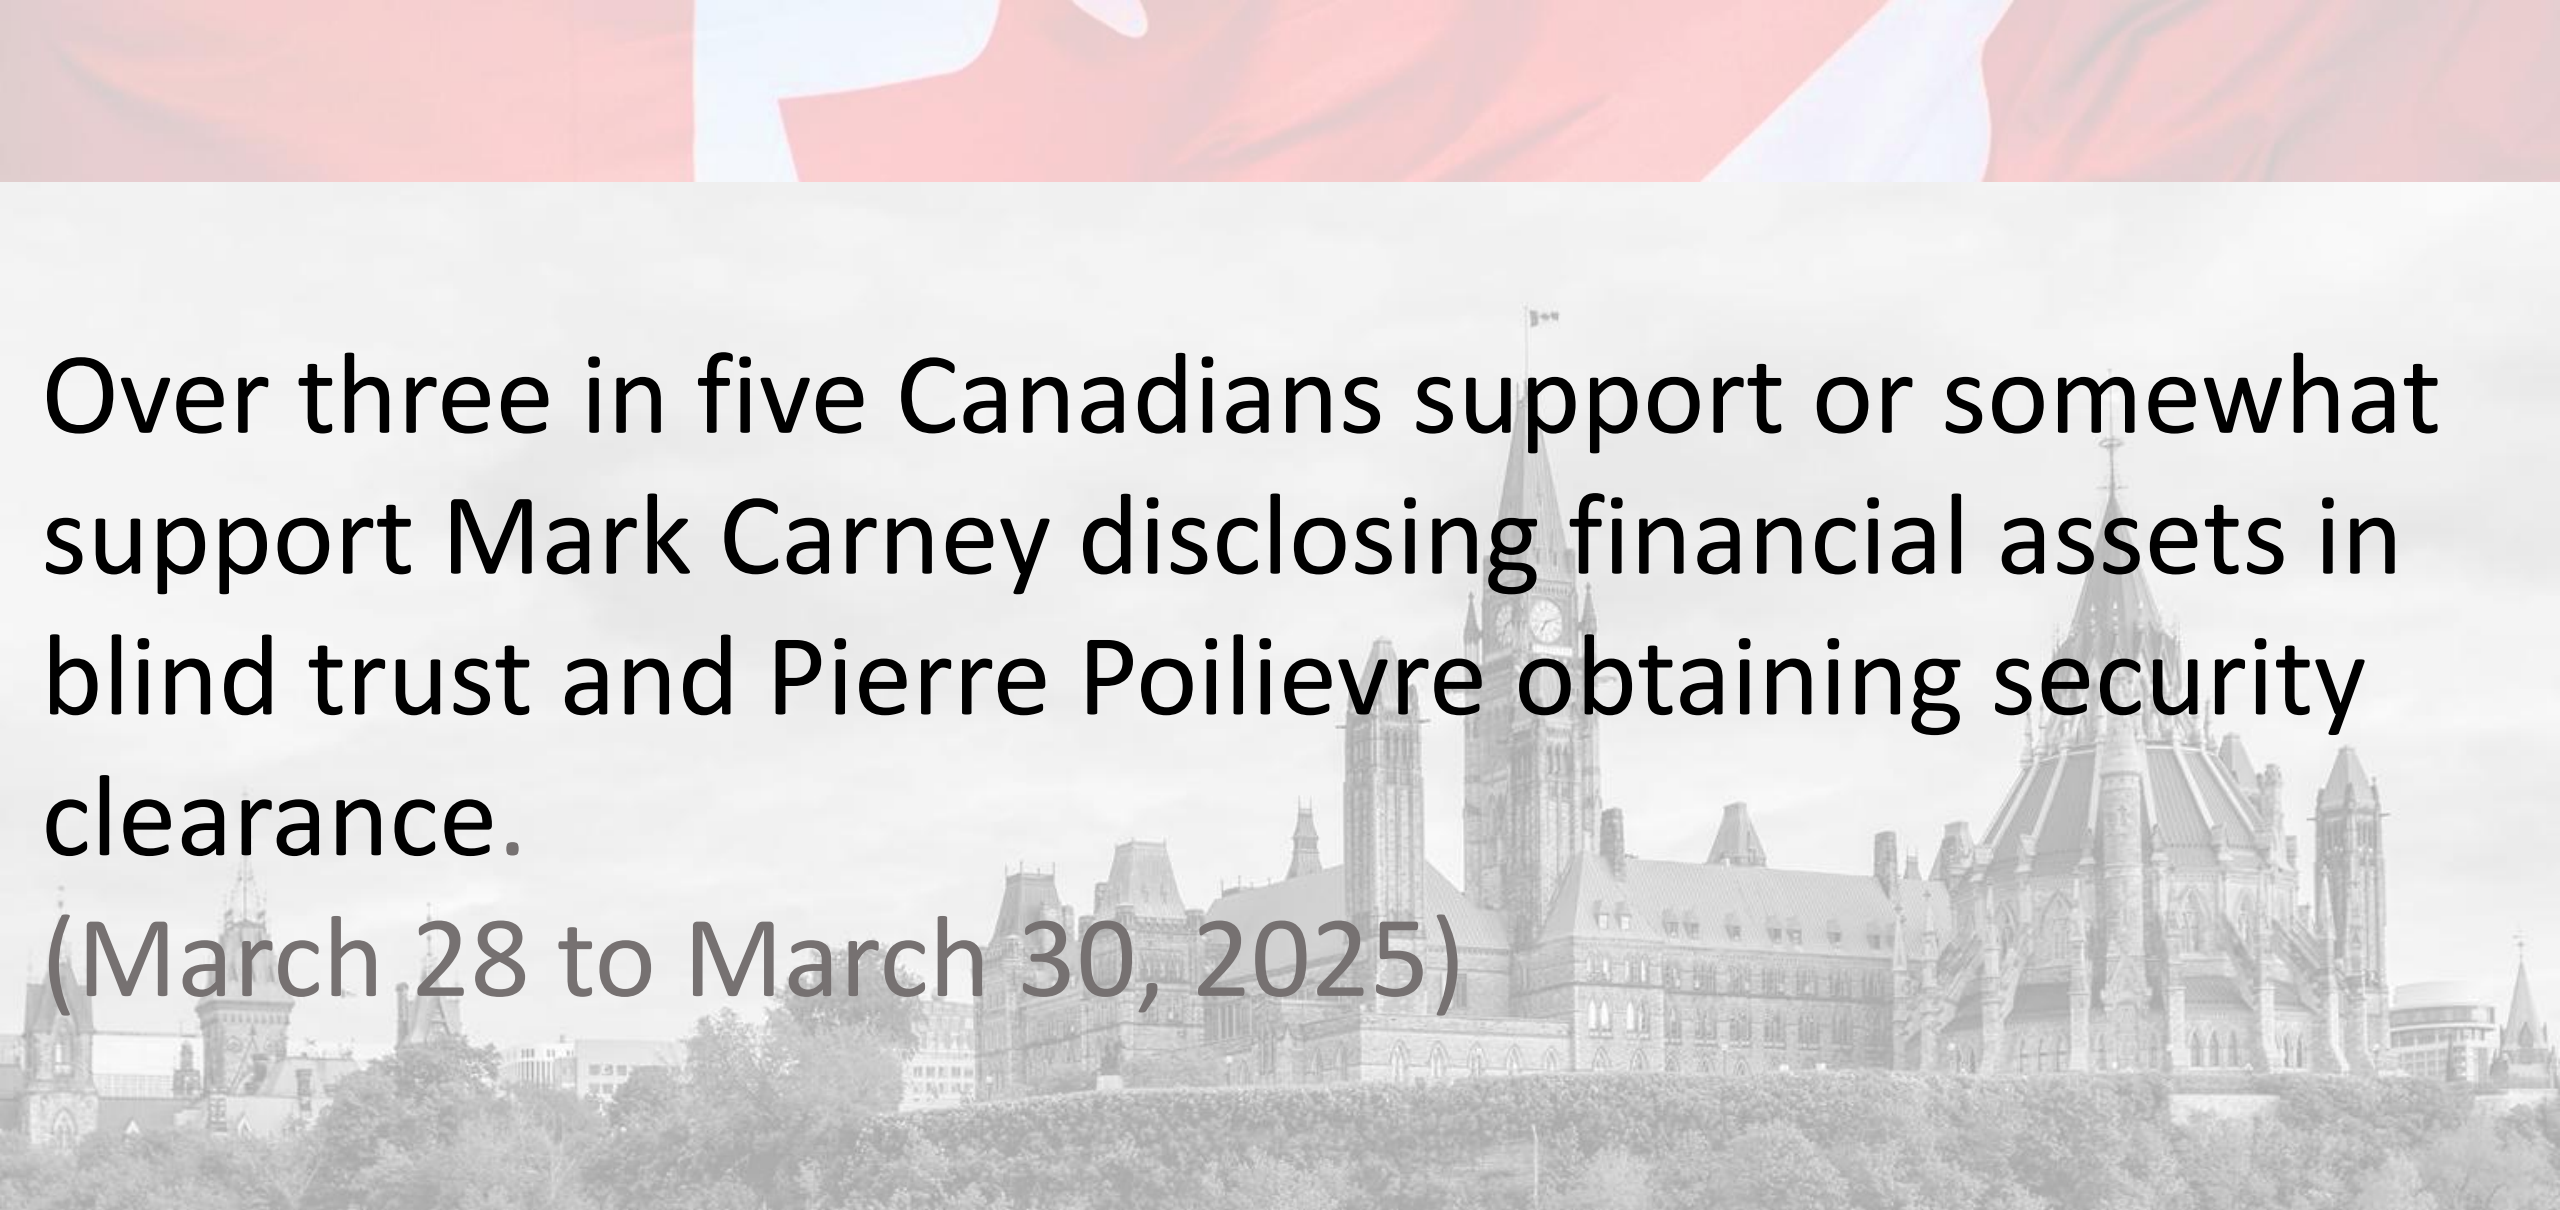 Over three in five Canadians support or somewhat
support Mark Carney disclosing financial assets in
blind trust and Pierre Poilievre obtaining security
clearance.
(March 28 to March 30, 2025)